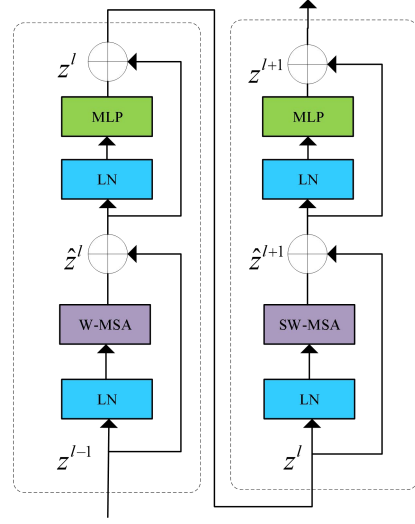 z^l
MLP
LN
ẑ^l
W-MSA
LN
z^{l-1}
z^{l+1}
MLP
LN
ẑ^{l+1}
SW-MSA
LN
z^l